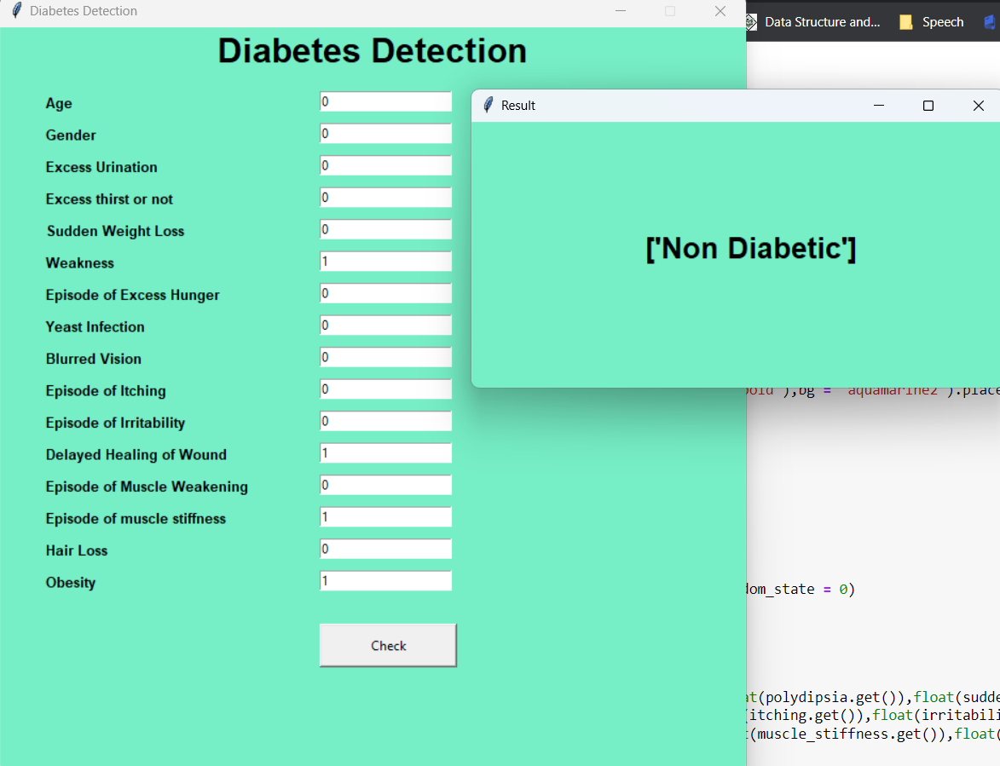 Diabetes Detection
Data Structure and...
Speech
Diabetes Detection
Age 0
Gender 0
Excess Urination 0
Excess thirst or not 0
Sudden Weight Loss 0
Weakness 1
Episode of Excess Hunger 0
Yeast Infection 0
Blurred Vision 0
Episode of Itching 0
Episode of Irritability 0
Delayed Healing of Wound 1
Episode of Muscle Weakening 0
Episode of muscle stiffness 1
Hair Loss 0
Obesity 1
Check
Result
['Non Diabetic']
),bg = "aquamarine2").place
dom_state = 0)
at(polydipsia.get()),float(sudde
(itching.get()),float(irritabili
t(muscle_stiffness.get()),float(